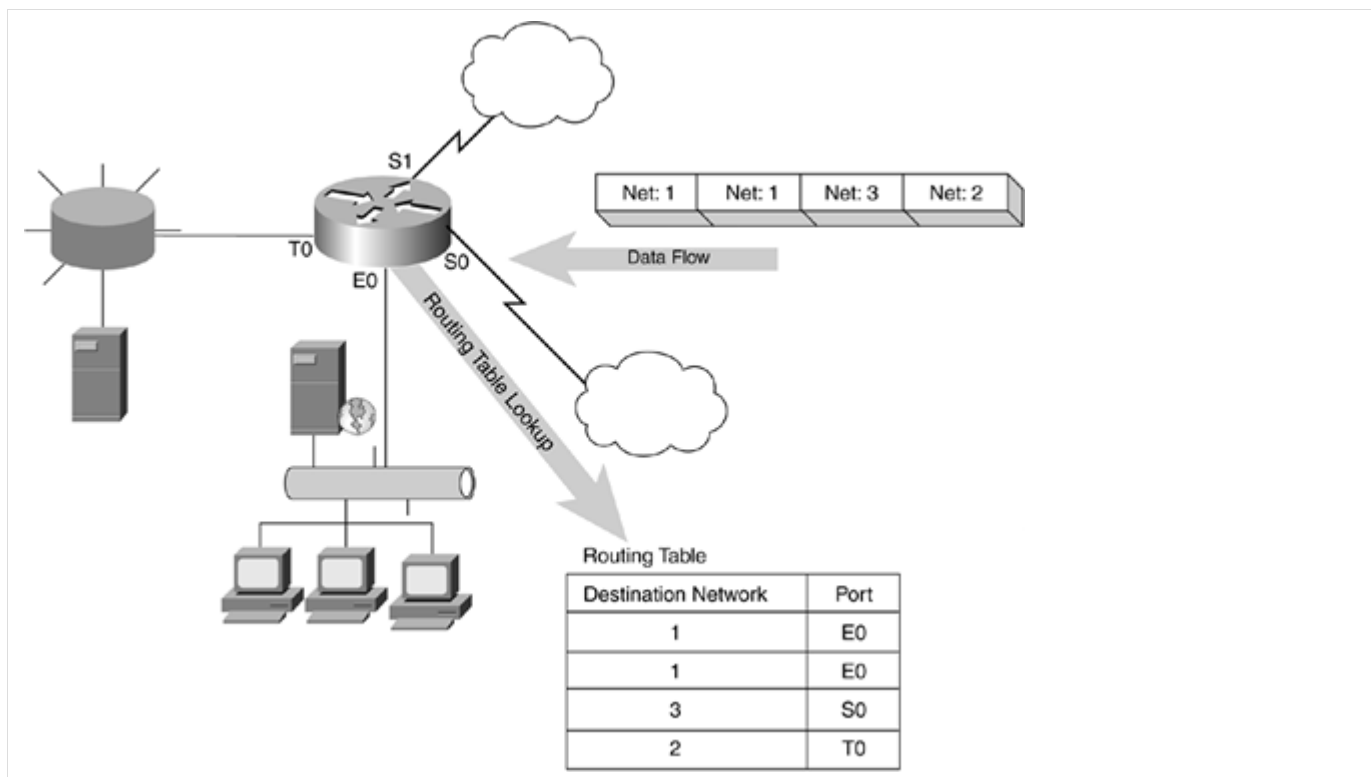 S1
Net: 1 Net: 1 Net: 3 Net: 2
T0
S0
Data Flow
E0
Routing Table Lookup
Routing Table
Destination Network Port
1 E0
1 E0
3 S0
2 T0